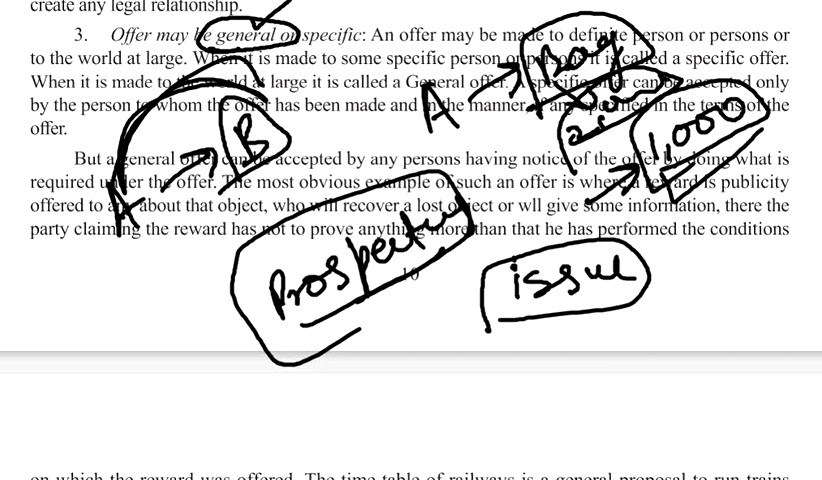 create any legal relationship.
3. Offer may be general or specific: An offer may be made to definite person or persons or
to the world at large. When it is made to some specific person or persons it is called a specific offer.
When it is made to the world at large it is called a General offer. A specific offer can be accepted only
by the person to whom the offer has been made and in the manner, if any specified in the terms of the
offer.
But a general offer can be accepted by any persons having notice of the offer by doing what is
required under the offer. The most obvious example of such an offer is where a reward is publicity
offered to any about that object, who will recover a lost object or wll give some information, there the
party claiming the reward has not to prove anything more than that he has performed the conditions
A
Bag
B
A
1,000
Prospectus
issue
10
on which the reward was offered. The time table of railways is a general proposal to run trains